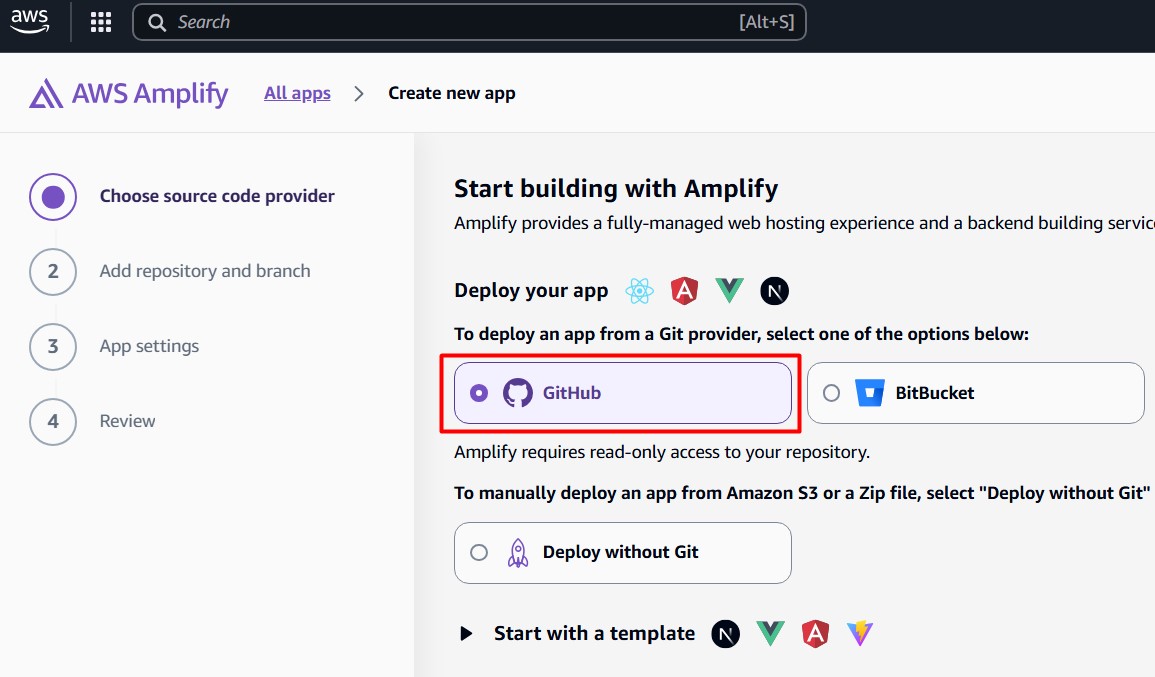 aws
Search [Alt+S]
AWS Amplify All apps > Create new app
Choose source code provider
2 Add repository and branch
3 App settings
4 Review
Start building with Amplify
Amplify provides a fully-managed web hosting experience and a backend building servic
Deploy your app
To deploy an app from a Git provider, select one of the options below:
GitHub
BitBucket
Amplify requires read-only access to your repository.
To manually deploy an app from Amazon S3 or a Zip file, select "Deploy without Git"
Deploy without Git
Start with a template